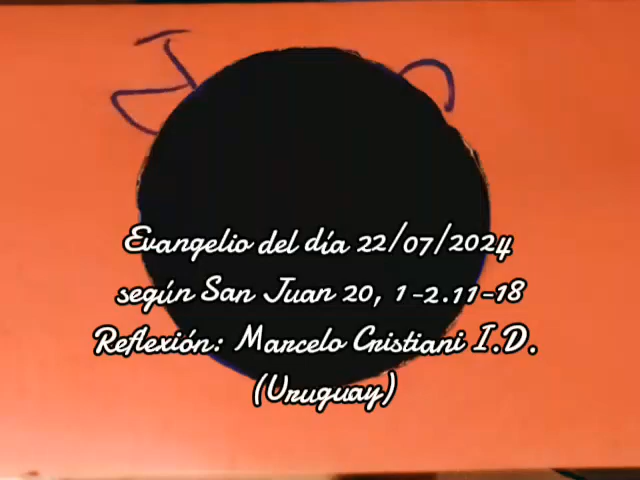 Evangelio del día 22/07/2024
según San Juan 20, 1-2.11-18
Reflexión: Marcelo Cristiani I.D.
(Uruguay)